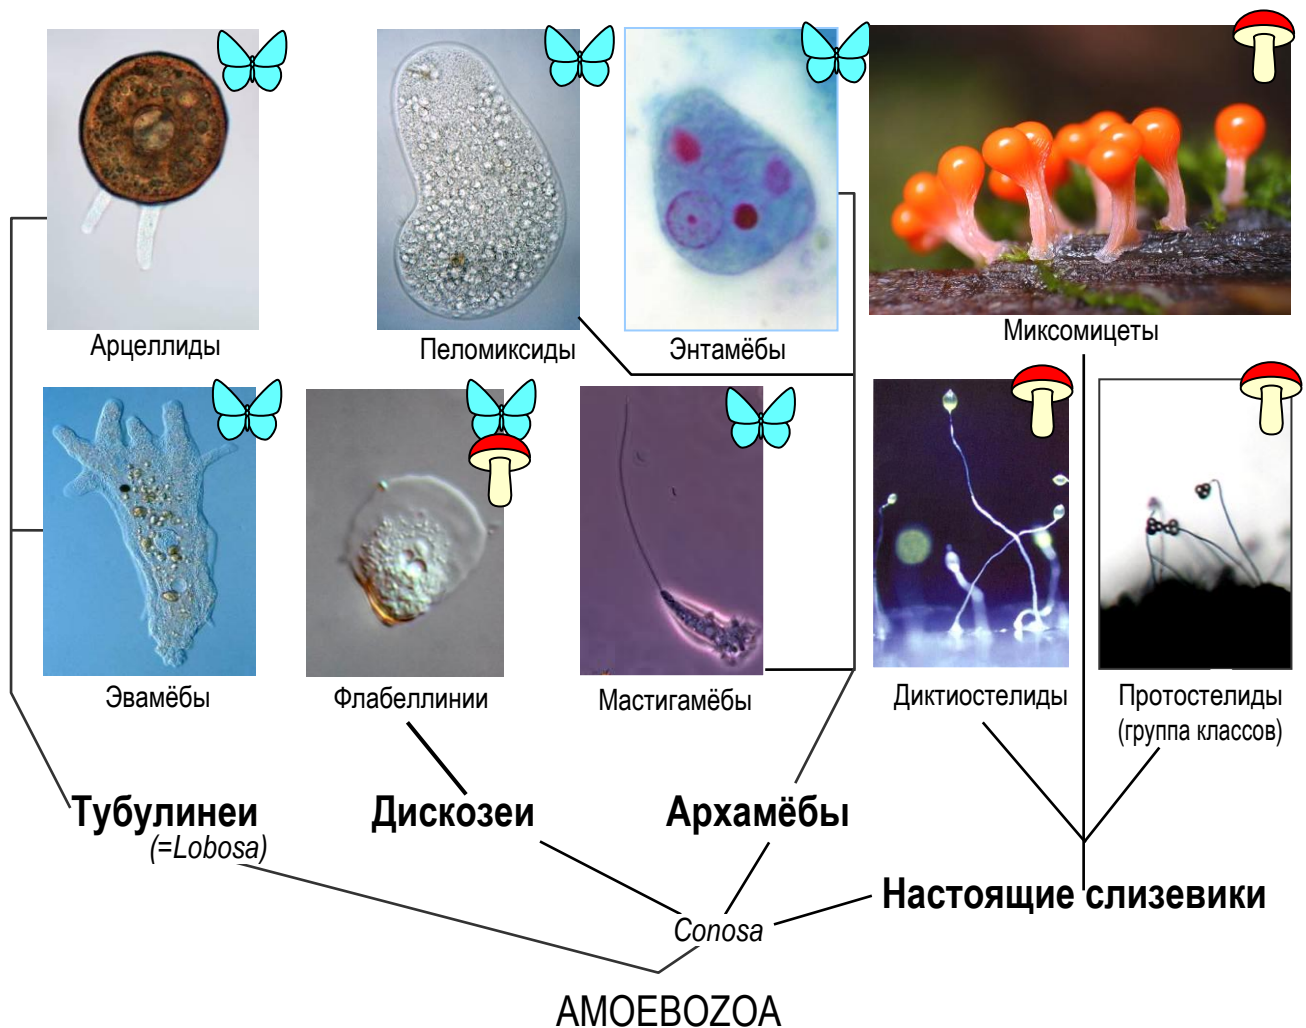 Арцеллиды
Пеломиксиды
Энтамёбы
Миксомицеты
Эвамёбы
Флабеллинии
Мастигамёбы
Диктиостелиды
Протостелиды
(группа классов)
Тубулинеи
(=Lobosa)
Дискозеи
Архамёбы
Настоящие слизевики
Conosa
AMOEBOZOA